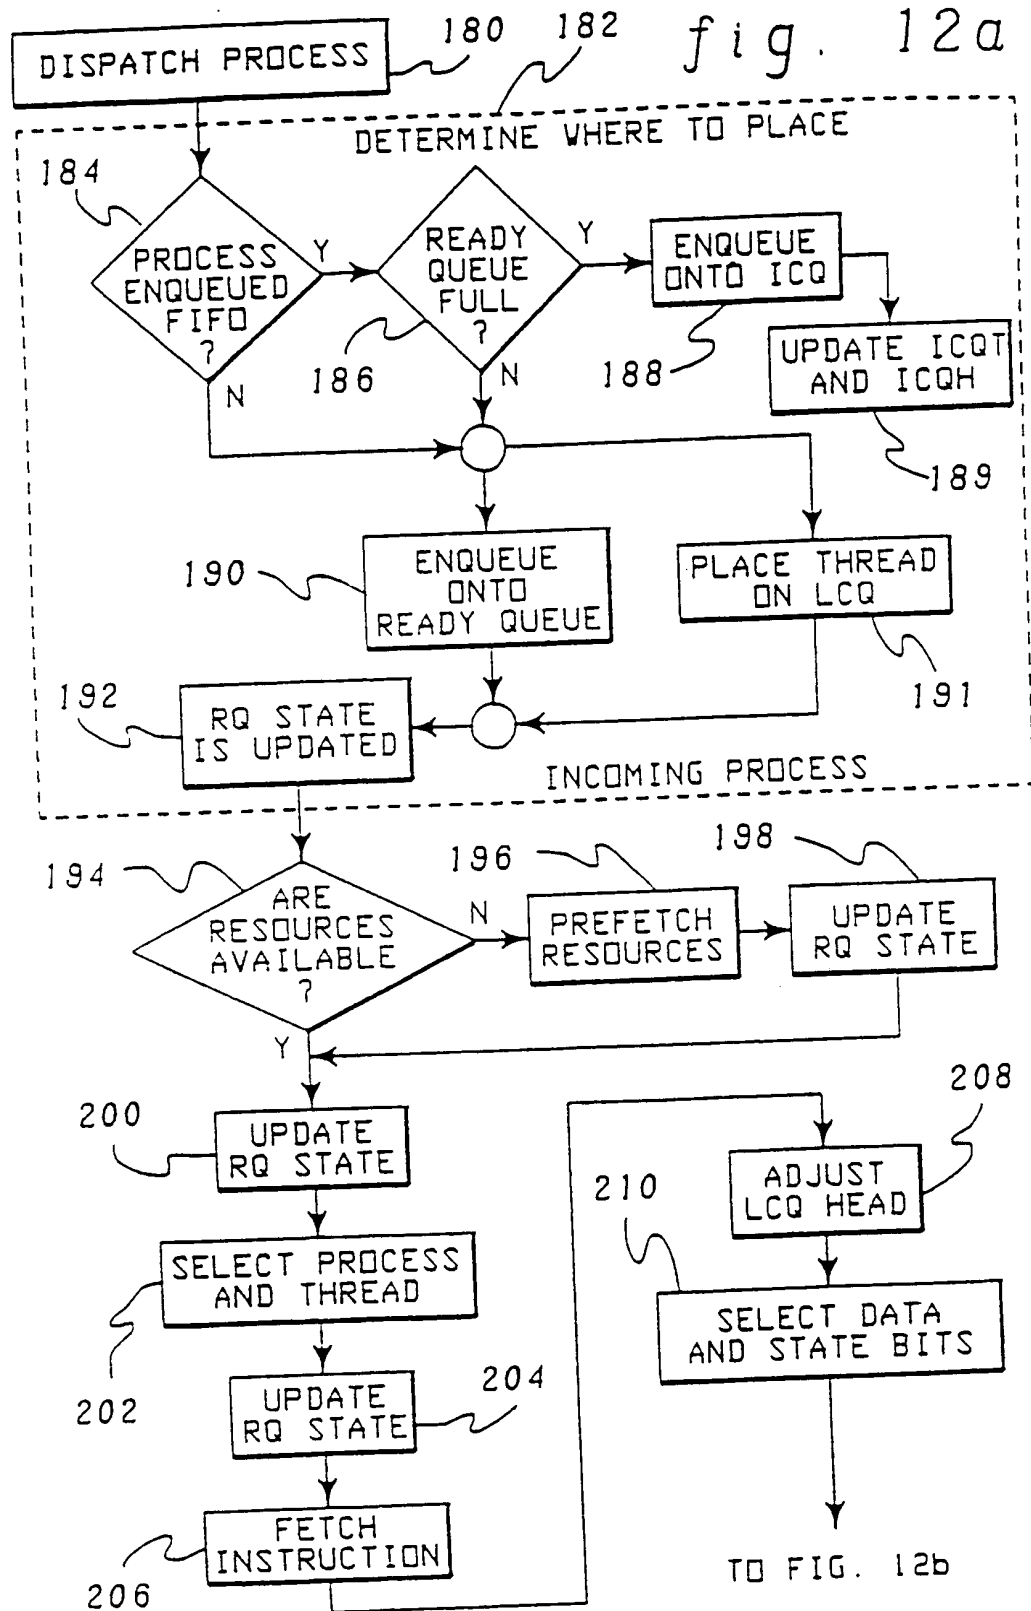 fig. 12a
180
182
DISPATCH PROCESS
DETERMINE WHERE TO PLACE
184
PROCESS
ENQUEUED
FIFO
?
Y
N
READY
QUEUE
FULL
?
Y
N
186
ENQUEUE
ONTO ICQ
188
UPDATE ICQT
AND ICQH
189
190
ENQUEUE
ONTO
READY QUEUE
PLACE THREAD
ON LCQ
191
192
RQ STATE
IS UPDATED
INCOMING PROCESS
194
ARE
RESOURCES
AVAILABLE
?
N
Y
196
PREFETCH
RESOURCES
198
UPDATE
RQ STATE
200
UPDATE
RQ STATE
SELECT PROCESS
AND THREAD
202
UPDATE
RQ STATE
204
FETCH
INSTRUCTION
206
208
ADJUST
LCQ HEAD
210
SELECT DATA
AND STATE BITS
TO FIG. 12b